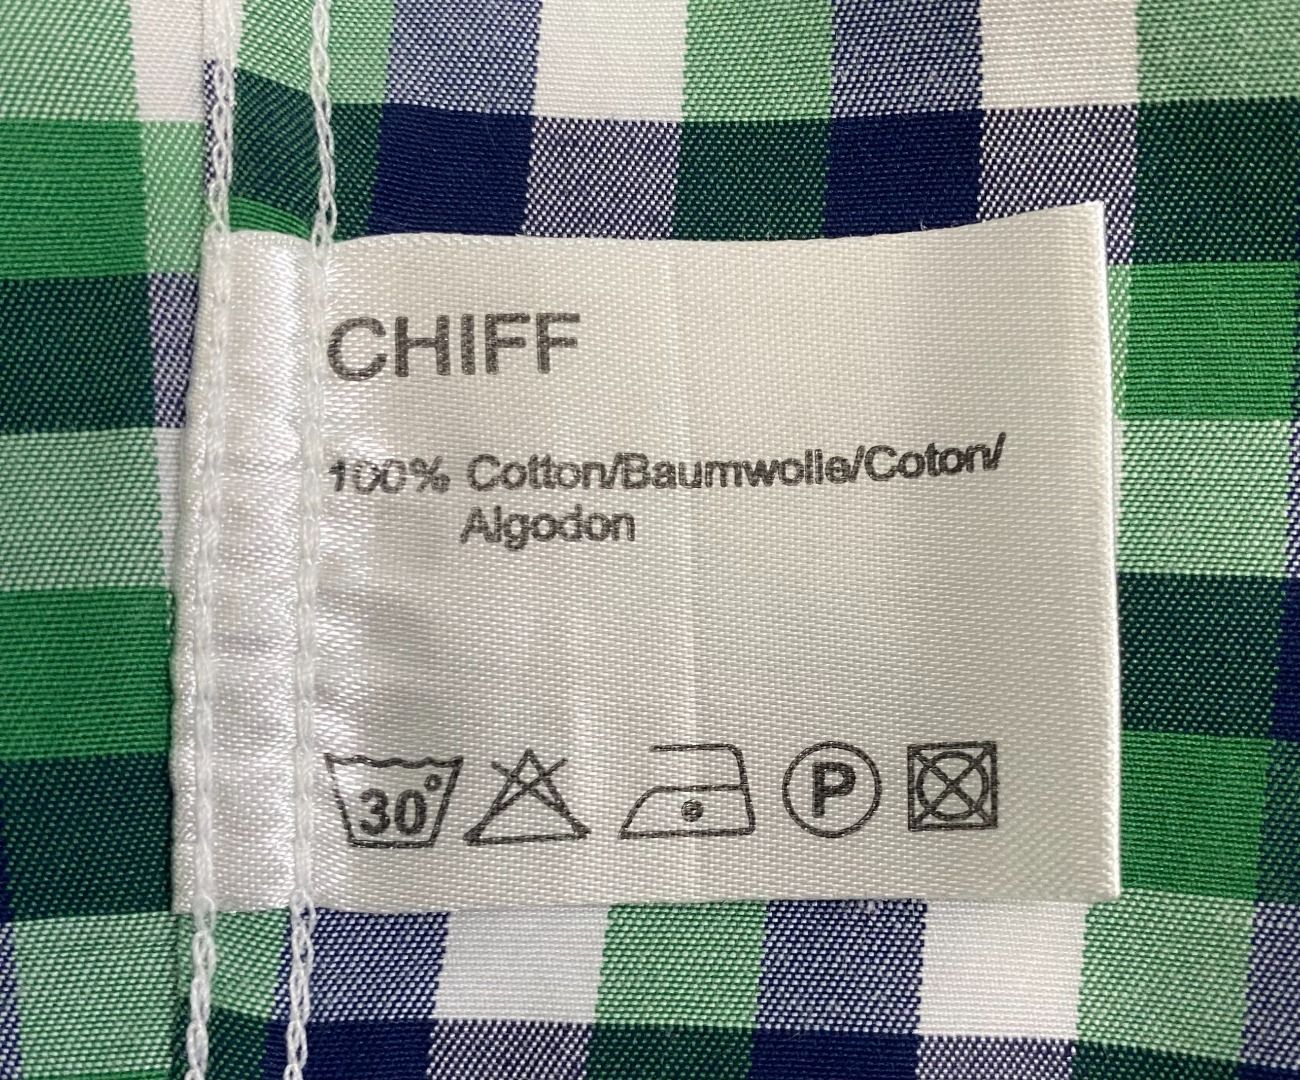 CHIFF
100% Cotton/Baumwolle/Coton/
Algodon
30°
P